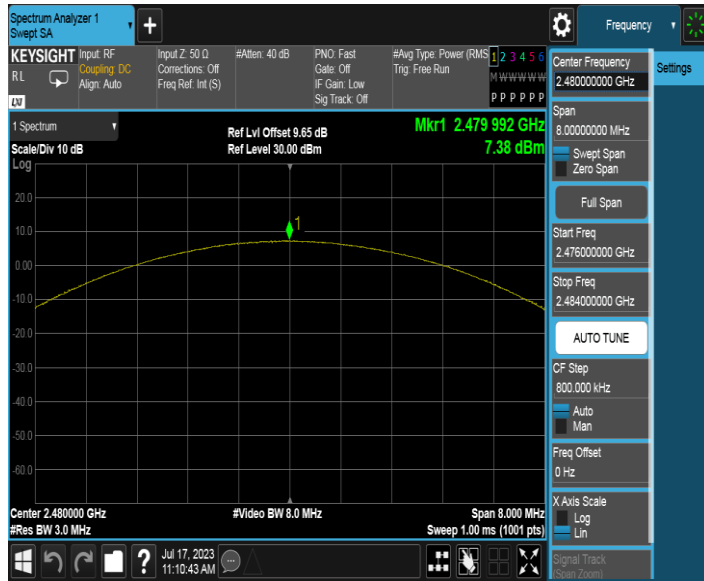 Spectrum Analyzer 1
Swept SA
+
Frequency
KEYSIGHT
RL
LXI
Input: RF
Coupling: DC
Align: Auto
Input Z: 50 Ω
Corrections: Off
Freq Ref: Int (S)
#Atten: 40 dB
PNO: Fast
Gate: Off
IF Gain: Low
Sig Track: Off
#Avg Type: Power (RMS
Trig: Free Run
1 2 3 4 5 6
M W W W W W
P P P P P P
1 Spectrum
Scale/Div 10 dB
Log
Ref Lvl Offset 9.65 dB
Ref Level 30.00 dBm
Mkr1 2.479 992 GHz
7.38 dBm
1
20.0
10.0
0.00
-10.0
-20.0
-30.0
-40.0
-50.0
-60.0
Center 2.480000 GHz
#Res BW 3.0 MHz
#Video BW 8.0 MHz
Span 8.000 MHz
Sweep 1.00 ms (1001 pts)
?
Jul 17, 2023
11:10:43 AM
Center Frequency
2.480000000 GHz
Span
8.00000000 MHz
Swept Span
Zero Span
Full Span
Start Freq
2.476000000 GHz
Stop Freq
2.484000000 GHz
AUTO TUNE
CF Step
800.000 kHz
Auto
Man
Freq Offset
0 Hz
X Axis Scale
Log
Lin
Signal Track
(Span Zoom)
Settings